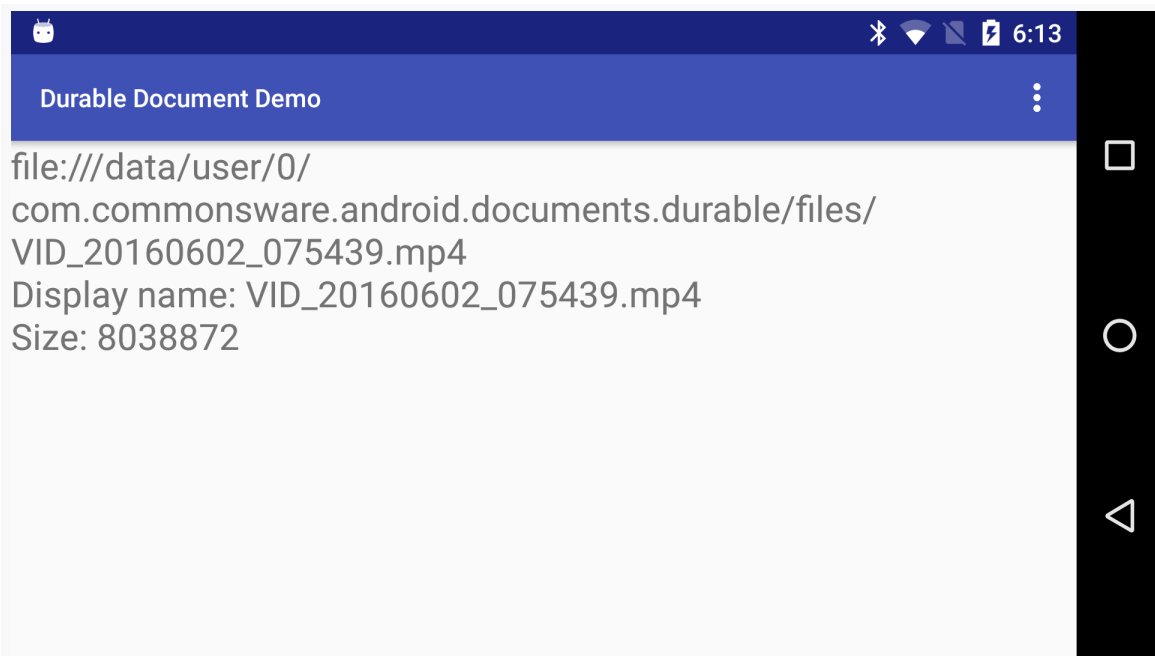 6:13
Durable Document Demo
file:///data/user/0/
com.commonsware.android.documents.durable/files/
VID_20160602_075439.mp4
Display name: VID_20160602_075439.mp4
Size: 8038872